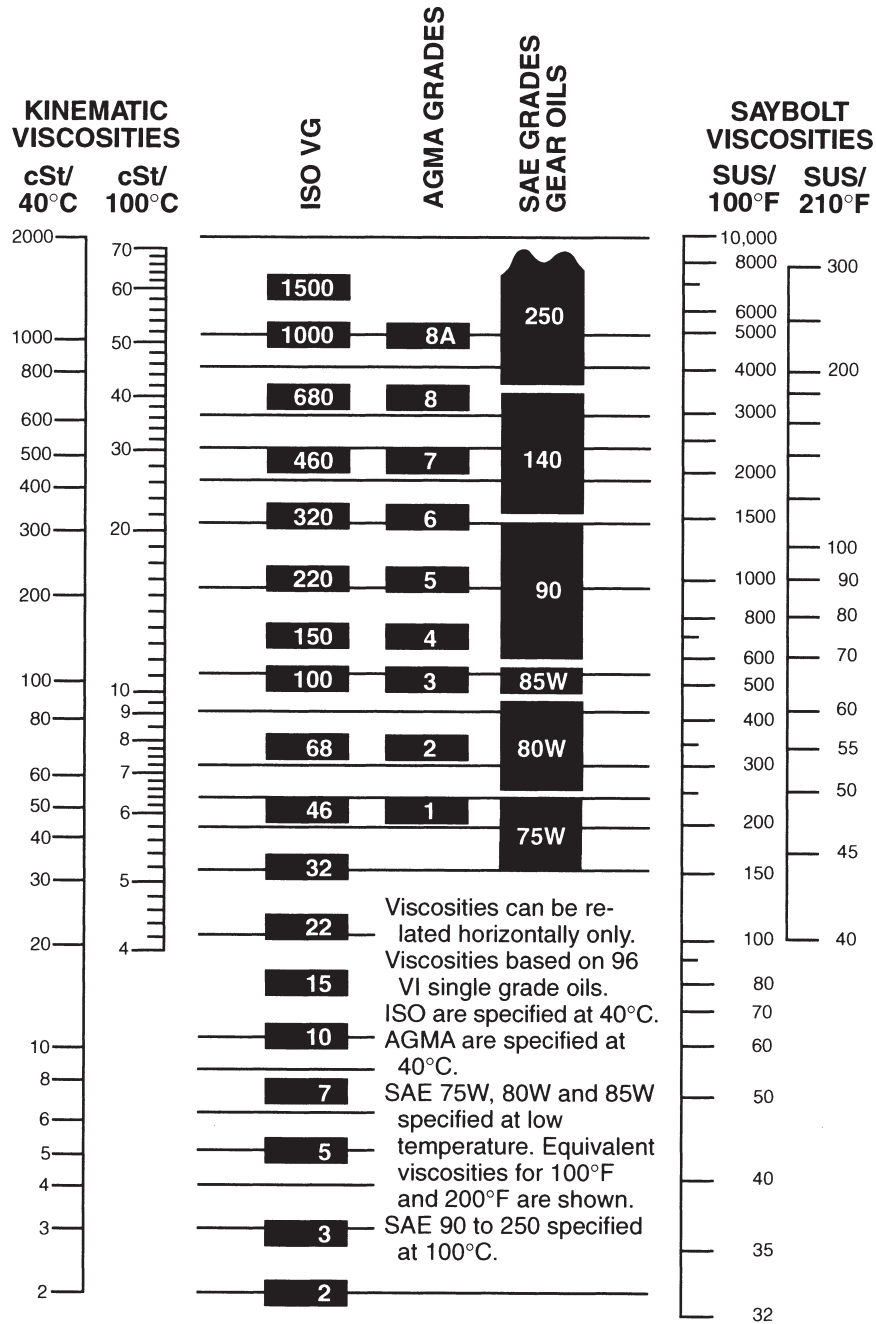 KINEMATIC
VISCOSITIES
cSt/
40°C
cSt/
100°C
ISO VG
AGMA GRADES
SAE GRADES
GEAR OILS
SAYBOLT
VISCOSITIES
SUS/
100°F
SUS/
210°F
2000
1000
800
600
500
400
300
200
100
80
60
50
40
30
20
10
8
6
5
4
3
2
70
60
50
40
30
20
10
9
8
7
6
5
4
1500
1000
680
460
320
220
150
100
68
46
32
22
15
10
7
5
3
2
8A
8
7
6
5
4
3
2
1
250
140
90
85W
80W
75W
Viscosities can be re-
lated horizontally only.
Viscosities based on 96
VI single grade oils.
ISO are specified at 40°C.
AGMA are specified at
40°C.
SAE 75W, 80W and 85W
specified at low
temperature. Equivalent
viscosities for 100°F
and 200°F are shown.
SAE 90 to 250 specified
at 100°C.
10,000
8000
6000
5000
4000
3000
2000
1500
1000
800
600
500
400
300
200
150
100
80
70
60
50
40
35
32
300
200
100
90
80
70
60
55
50
45
40